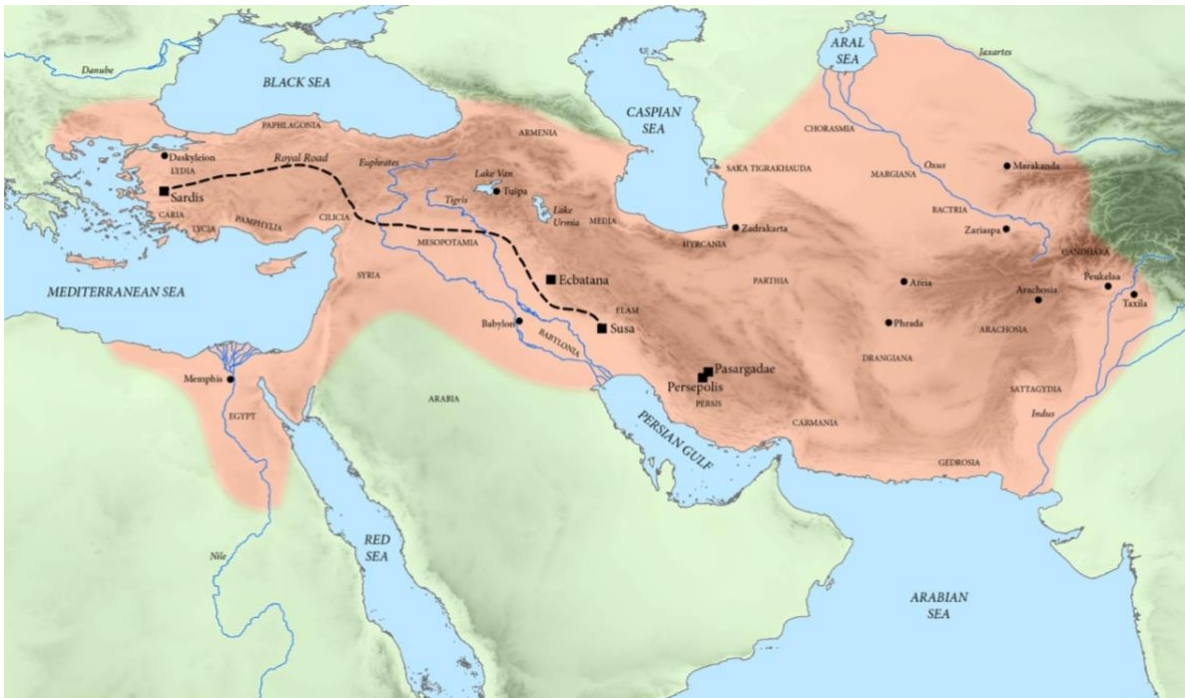 Danube
BLACK SEA
ARAL
SEA
Jaxartes
CASPIAN
SEA
PAPHLAGONIA
ARMENIA
CHORASMIA
Daskyleion
LYDIA
Royal Road
Euphrates
Lake Van
Tušpa
SAKA TIGRAKHAUDA
MARGIANA
Oxus
Marakanda
Sardis
CARIA
LYCIA
PAMPHYLIA
CILICIA
Tigris
Lake
Urmia
MEDIA
Zadrakarta
HYRCANIA
BACTRIA
Zariaspa
MESOPOTAMIA
GANDHARA
SYRIA
Ecbatana
PARTHIA
Areia
Arachosia
Peukelaa
Taxila
MEDITERRANEAN SEA
Babylon
BABYLONIA
ELAM
Susa
Phrada
ARACHOSIA
Memphis
Pasargadae
Persepolis
PERSIS
DRANGIANA
SATTAGYDIA
EGYPT
ARABIA
PERSIAN GULF
CARMANIA
Indus
GEDROSIA
Nile
RED
SEA
ARABIAN
SEA